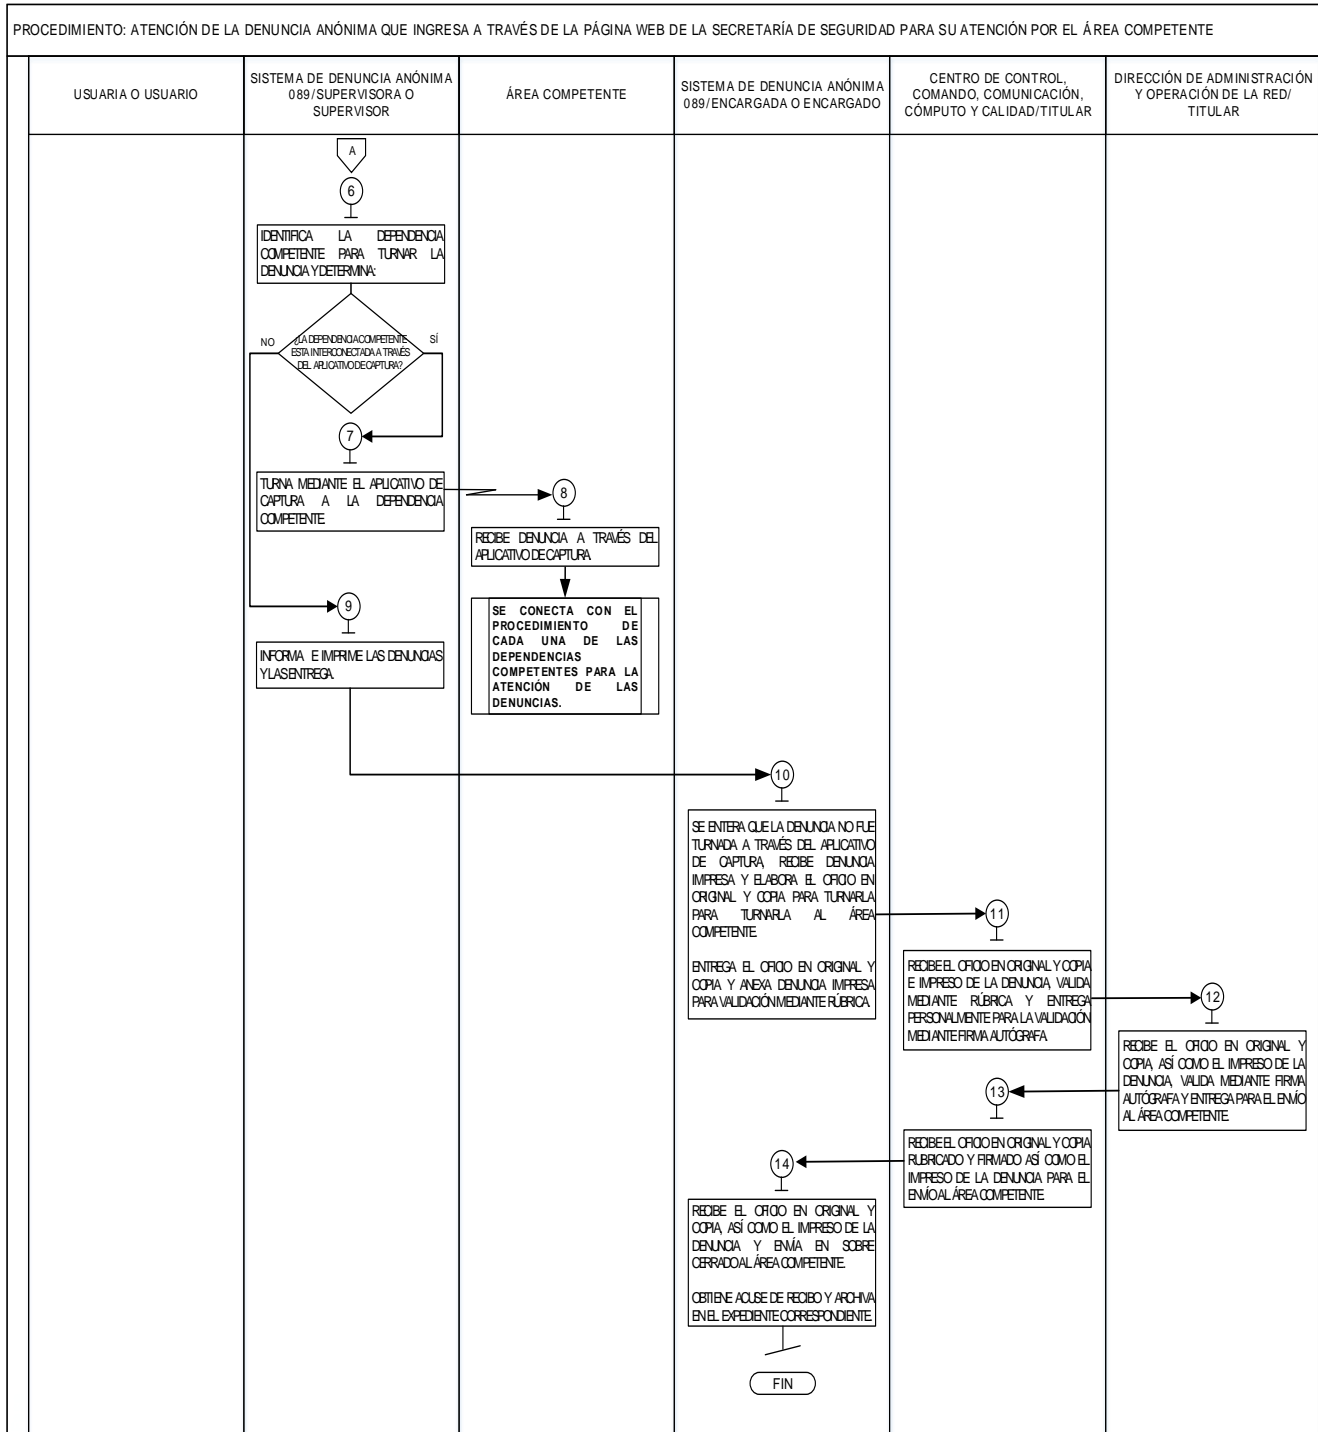 PROCEDIMIENTO: ATENCIÓN DE LA DENUNCIA ANÓNIMA QUE INGRESA A TRAVÉS DE LA PÁGINA WEB DE LA SECRETARÍA DE SEGURIDAD PARA SU ATENCIÓN POR EL ÁREA COMPETENTE
USUARIA O USUARIO
SISTEMA DE DENUNCIA ANÓNIMA
089/SUPERVISORA O
SUPERVISOR
ÁREA COMPETENTE
SISTEMA DE DENUNCIA ANÓNIMA
089/ENCARGADA O ENCARGADO
CENTRO DE CONTROL,
COMANDO, COMUNICACIÓN,
CÓMPUTO Y CALIDAD/TITULAR
DIRECCIÓN DE ADMINISTRACIÓN
Y OPERACIÓN DE LA RED/
TITULAR
A
6
IDENTIFICA LA DEPENDENCIA
COMPETENTE PARA TURNAR LA
DENUNCIA Y DETERMINA:
NO
¿LA DEPENDENCIA COMPETENTE
ESTA INTERCONECTADA A TRAVÉS
DEL APLICATIVO DE CAPTURA?
SÍ
7
TURNA MEDIANTE EL APLICATIVO DE
CAPTURA A LA DEPENDENCIA
COMPETENTE.
8
RECIBE DENUNCIA A TRAVÉS DEL
APLICATIVO DE CAPTURA.
SE CONECTA CON EL
PROCEDIMIENTO DE
CADA UNA DE LAS
DEPENDENCIAS
COMPETENTES PARA LA
ATENCIÓN DE LAS
DENUNCIAS.
9
INFORMA E IMPRIME LAS DENUNCIAS
Y LAS ENTREGA.
10
SE ENTERA QUE LA DENUNCIA NO FUE
TURNADA A TRAVÉS DEL APLICATIVO
DE CAPTURA, RECIBE DENUNCIA
IMPRESA Y ELABORA EL OFICIO EN
ORIGINAL Y COPIA PARA TURNARLA
PARA TURNARLA AL ÁREA
COMPETENTE.
ENTREGA EL OFICIO EN ORIGINAL Y
COPIA Y ANEXA DENUNCIA IMPRESA
PARA VALIDACIÓN MEDIANTE RÚBRICA.
11
RECIBE EL OFICIO EN ORIGINAL Y COPIA
E IMPRESO DE LA DENUNCIA, VALIDA
MEDIANTE RÚBRICA Y ENTREGA
PERSONALMENTE PARA LA VALIDACIÓN
MEDIANTE FIRMA AUTÓGRAFA.
12
RECIBE EL OFICIO EN ORIGINAL Y
COPIA, ASÍ COMO EL IMPRESO DE LA
DENUNCIA, VALIDA MEDIANTE FIRMA
AUTÓGRAFA Y ENTREGA PARA EL ENVÍO
AL ÁREA COMPETENTE.
13
RECIBE EL OFICIO EN ORIGINAL Y COPIA
RUBRICADO Y FIRMADO ASÍ COMO EL
IMPRESO DE LA DENUNCIA PARA EL
ENVÍO AL ÁREA COMPETENTE.
14
RECIBE EL OFICIO EN ORIGINAL Y
COPIA, ASÍ COMO EL IMPRESO DE LA
DENUNCIA Y ENVÍA EN SOBRE
CERRADO AL ÁREA COMPETENTE.
OBTIENE ACUSE DE RECIBO Y ARCHIVA
EN EL EXPEDIENTE CORRESPONDIENTE.
FIN